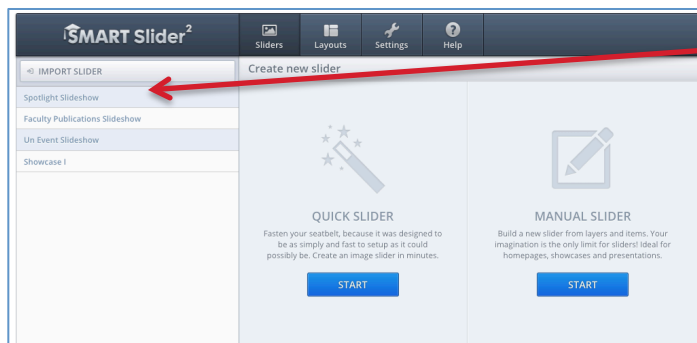 SMART Slider²
Sliders Layouts Settings Help
IMPORT SLIDER
Create new slider
Spotlight Slideshow
Faculty Publications Slideshow
Un Event Slideshow
Showcase I
QUICK SLIDER
Fasten your seatbelt, because it was designed to
be as simply and fast to setup as it could
possibly be. Create an image slider in minutes.
START
MANUAL SLIDER
Build a new slider from layers and items. Your
imagination is the only limit for sliders! Ideal for
homepages, showcases and presentations.
START